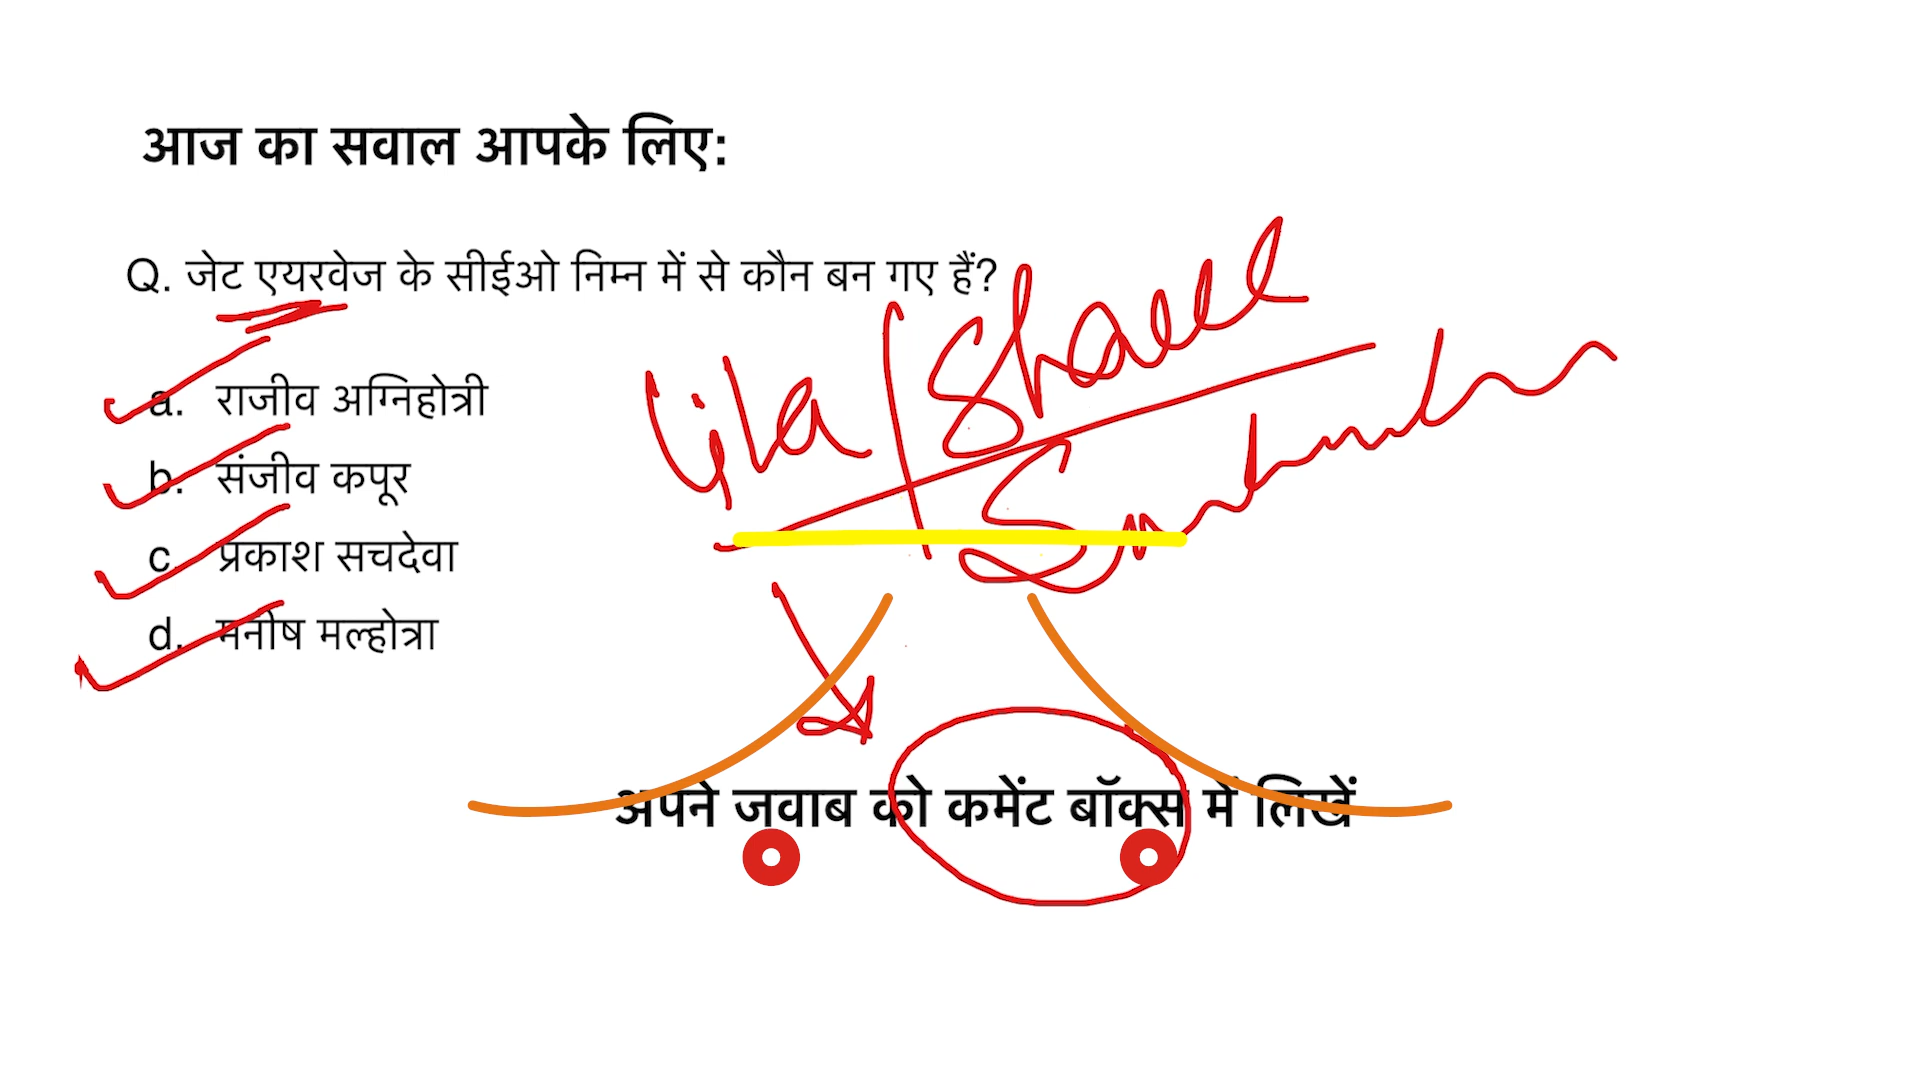 आज का सवाल आपके लिए:
Q. जेट एयरवेज के सीईओ निम्न में से कौन बन गए हैं?
a. राजीव अग्निहोत्री
b. संजीव कपूर
c. प्रकाश सचदेवा
d. मनीष मल्होत्रा
अपने जवाब को कमेंट बॉक्स में लिखें